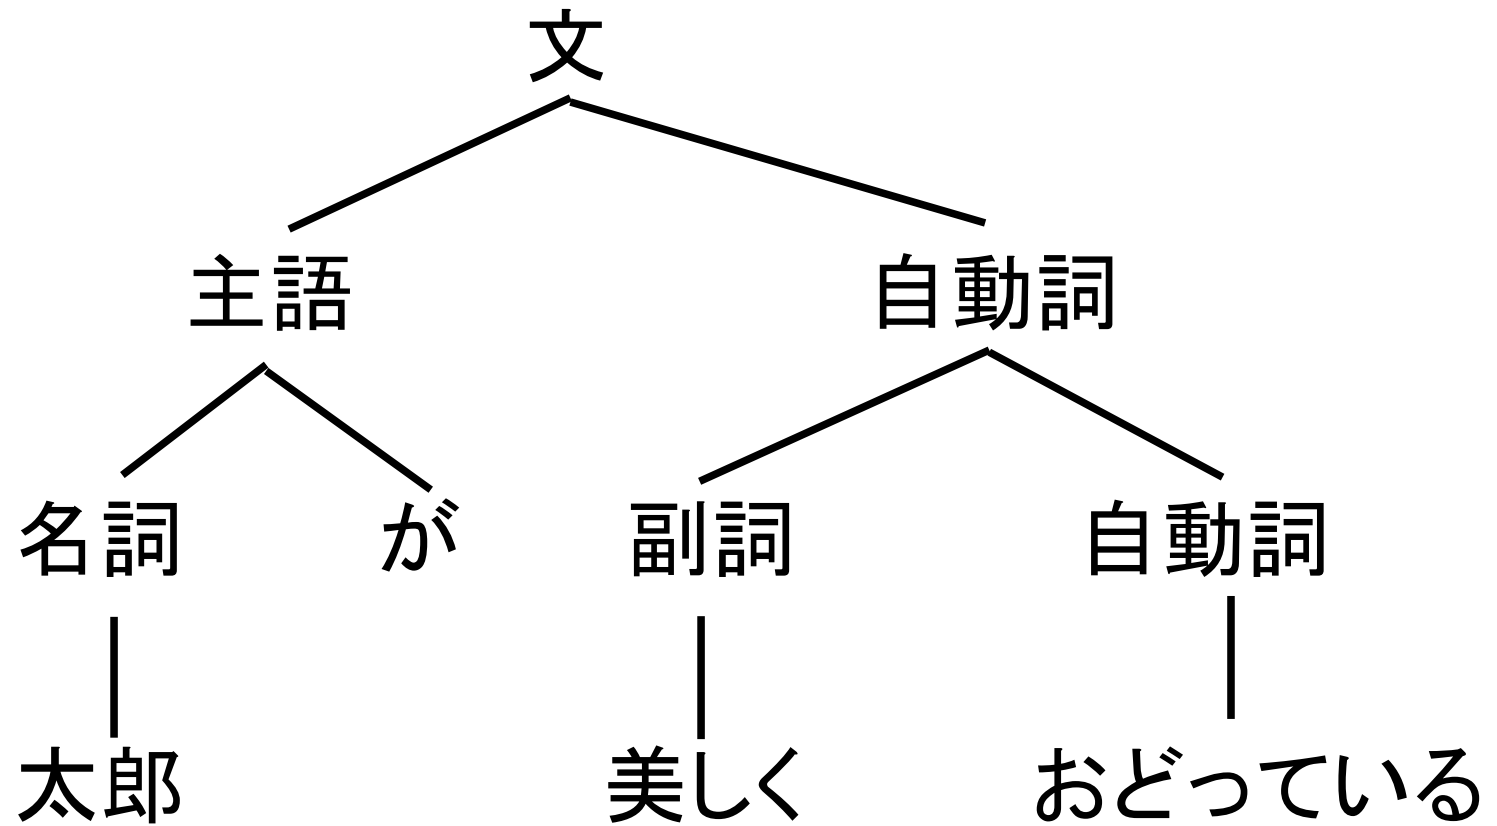 文
主語 自動詞
名詞 が 副詞 自動詞
太郎 美しく おどっている